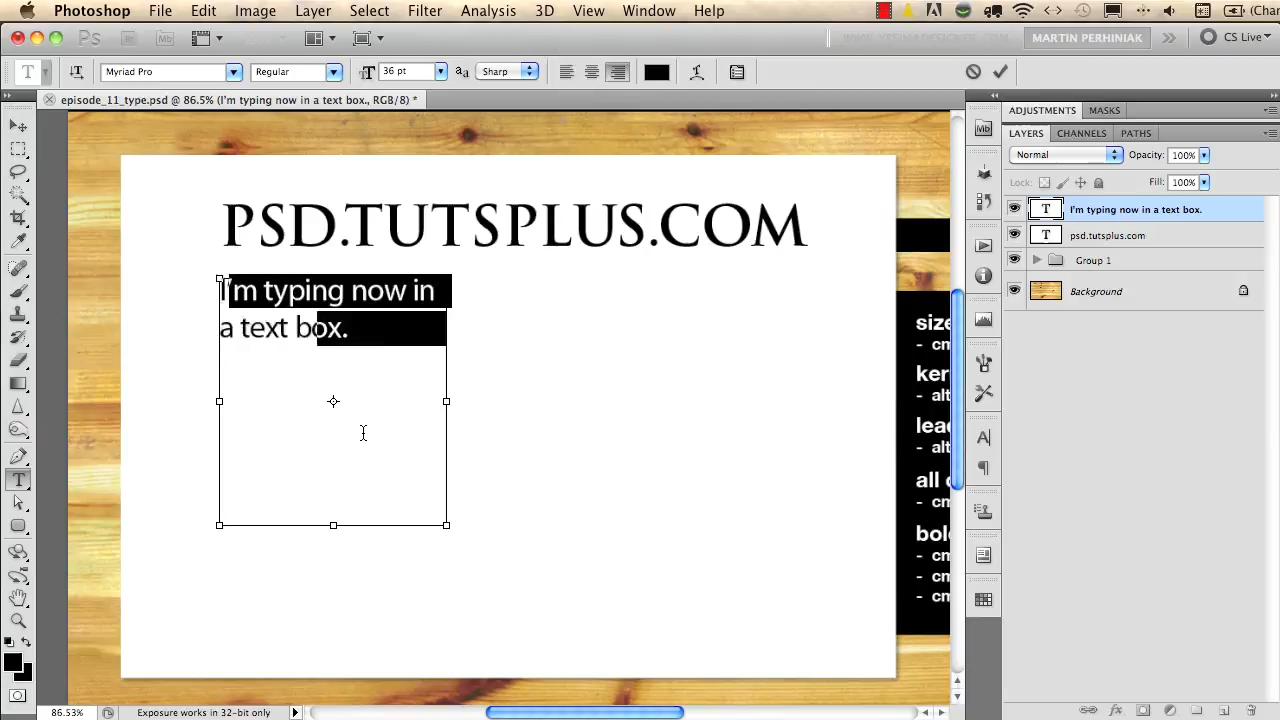 Photoshop File Edit Image Layer Select Filter Analysis 3D View Window Help (Char
Ps Br Mb MARTIN PERHINIAK CS Live
T Myriad Pro Regular 36 pt Sharp
episode_11_type.psd @ 86.5% (I'm typing now in a text box., RGB/8) *
ADJUSTMENTS MASKS
LAYERS CHANNELS PATHS
Normal Opacity: 100%
Lock: Fill: 100%
T I'm typing now in a text box.
T psd.tutsplus.com
Group 1
Background
PSD.TUTSPLUS.COM
I'm typing now in
a text box.
size
- cm
ker
- alt
lea
- alt
all c
- cm
bol
- cm
- cm
- cm
86.53% Exposure works in 32-bit only